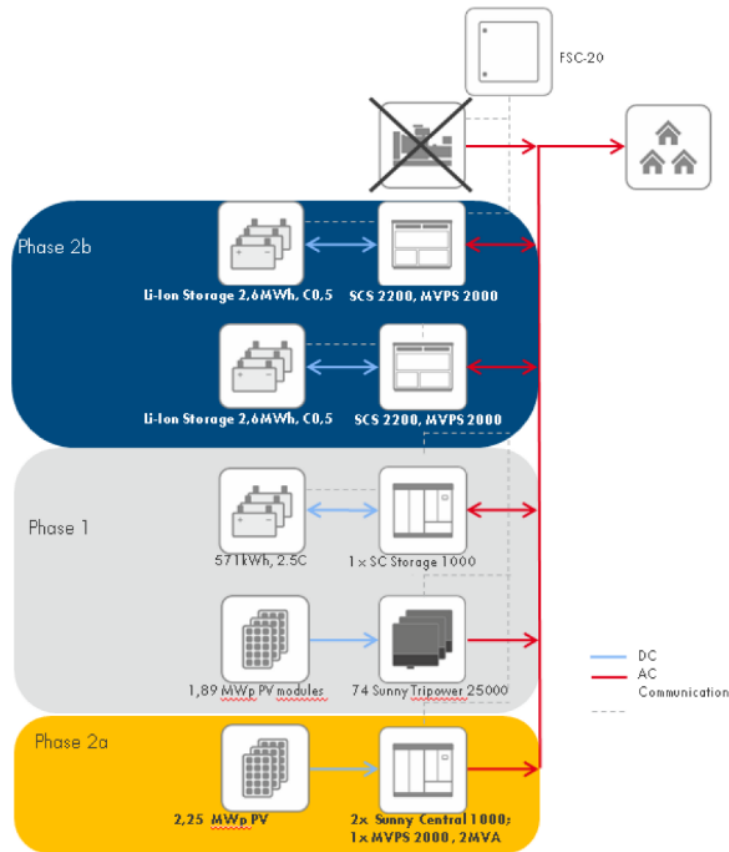 FSC-20
Phase 2b
Li-Ion Storage 2,6MWh, C0,5
SCS 2200, MVPS 2000
Li-Ion Storage 2,6MWh, C0,5
SCS 2200, MVPS 2000
Phase 1
571kWh, 2.5C
1x SC Storage 1000
1,89 MWp PV modules
74 Sunny Tripower 25000
DC
AC
Communication
Phase 2a
2,25 MWp PV
2x Sunny Central 1000;
1x MVPS 2000, 2MVA